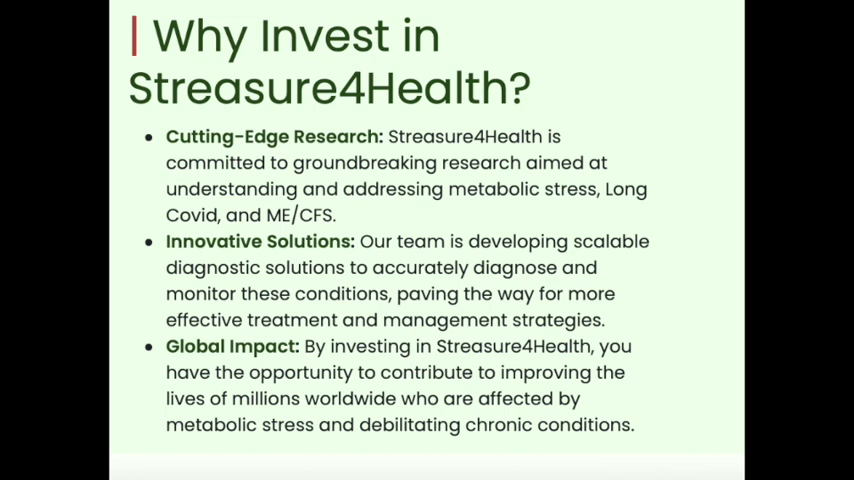 | Why Invest in
Streasure4Health?
• Cutting-Edge Research: Streasure4Health is
committed to groundbreaking research aimed at
understanding and addressing metabolic stress, Long
Covid, and ME/CFS.
• Innovative Solutions: Our team is developing scalable
diagnostic solutions to accurately diagnose and
monitor these conditions, paving the way for more
effective treatment and management strategies.
• Global Impact: By investing in Streasure4Health, you
have the opportunity to contribute to improving the
lives of millions worldwide who are affected by
metabolic stress and debilitating chronic conditions.